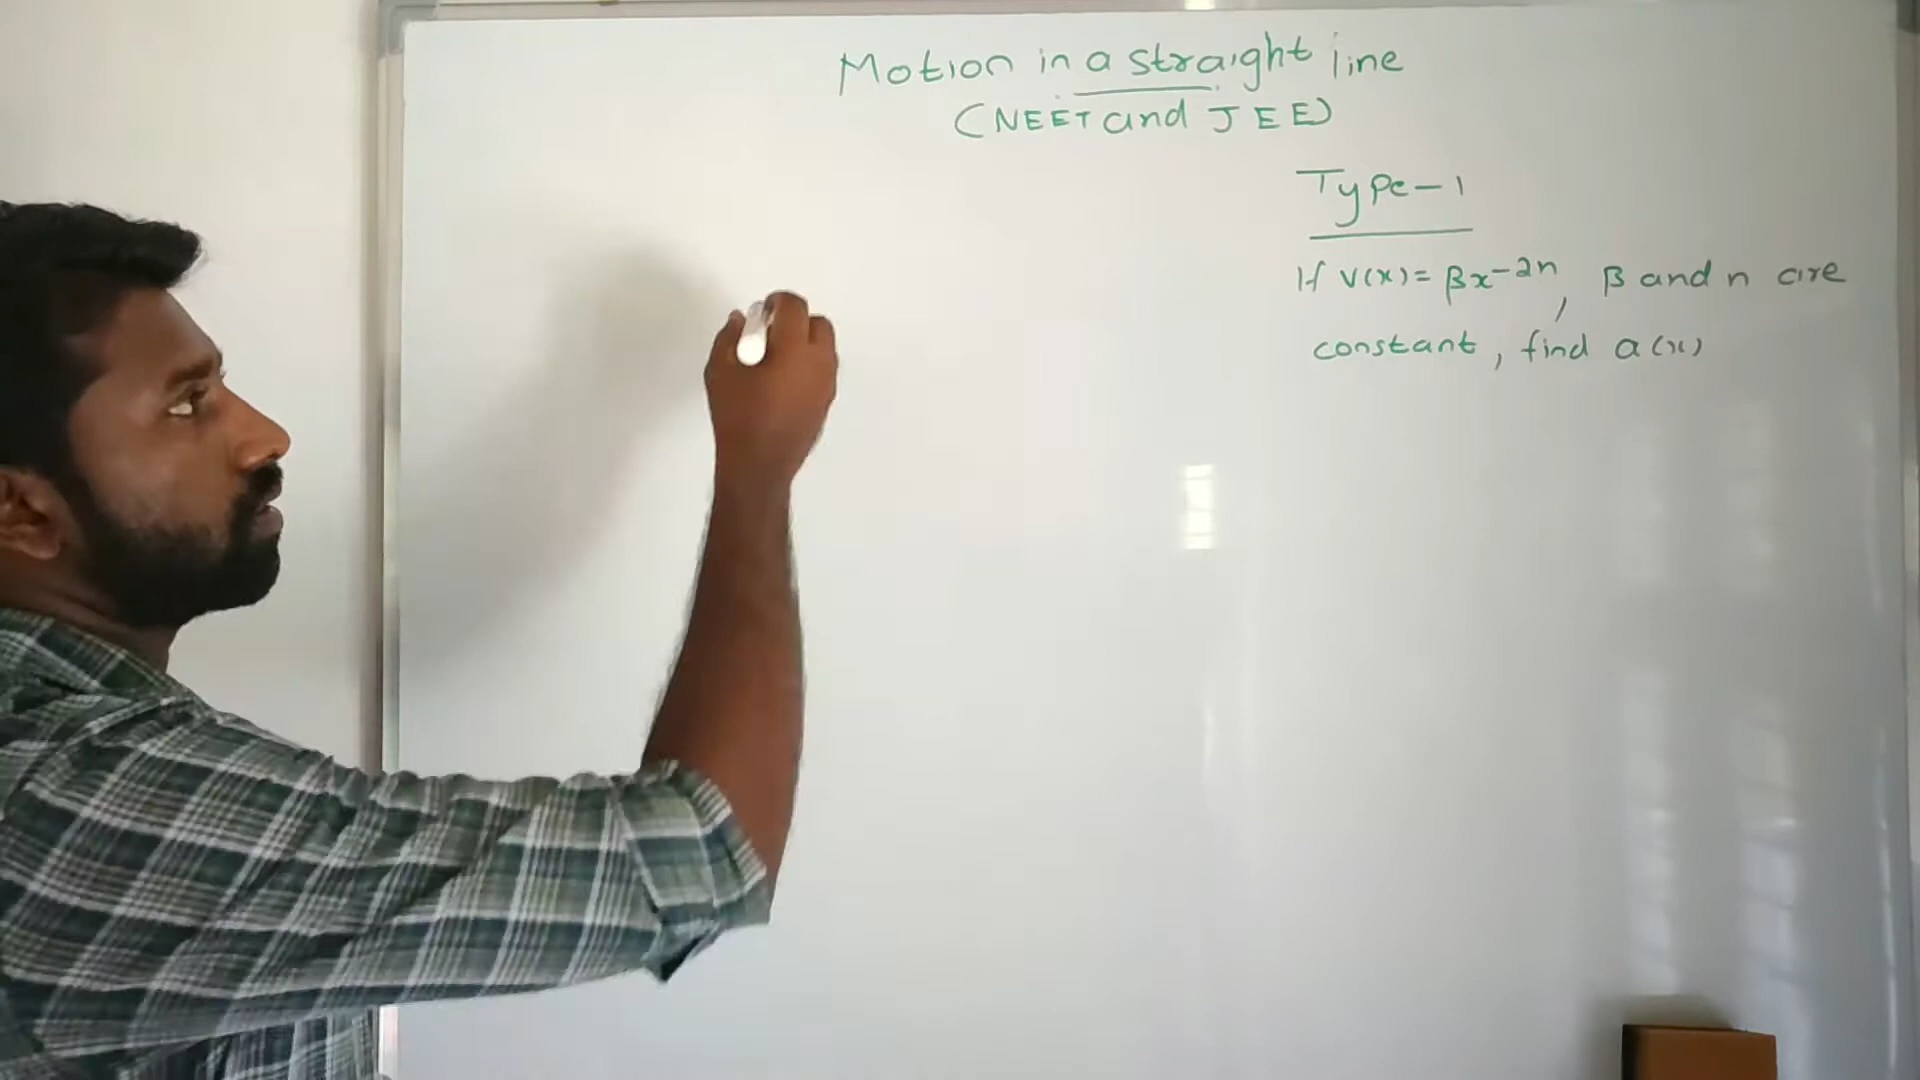 Motion in a straight line
(NEET and JEE)
Type-1
If v(x)= βx⁻²ⁿ, β and n are
constant, find a(x)